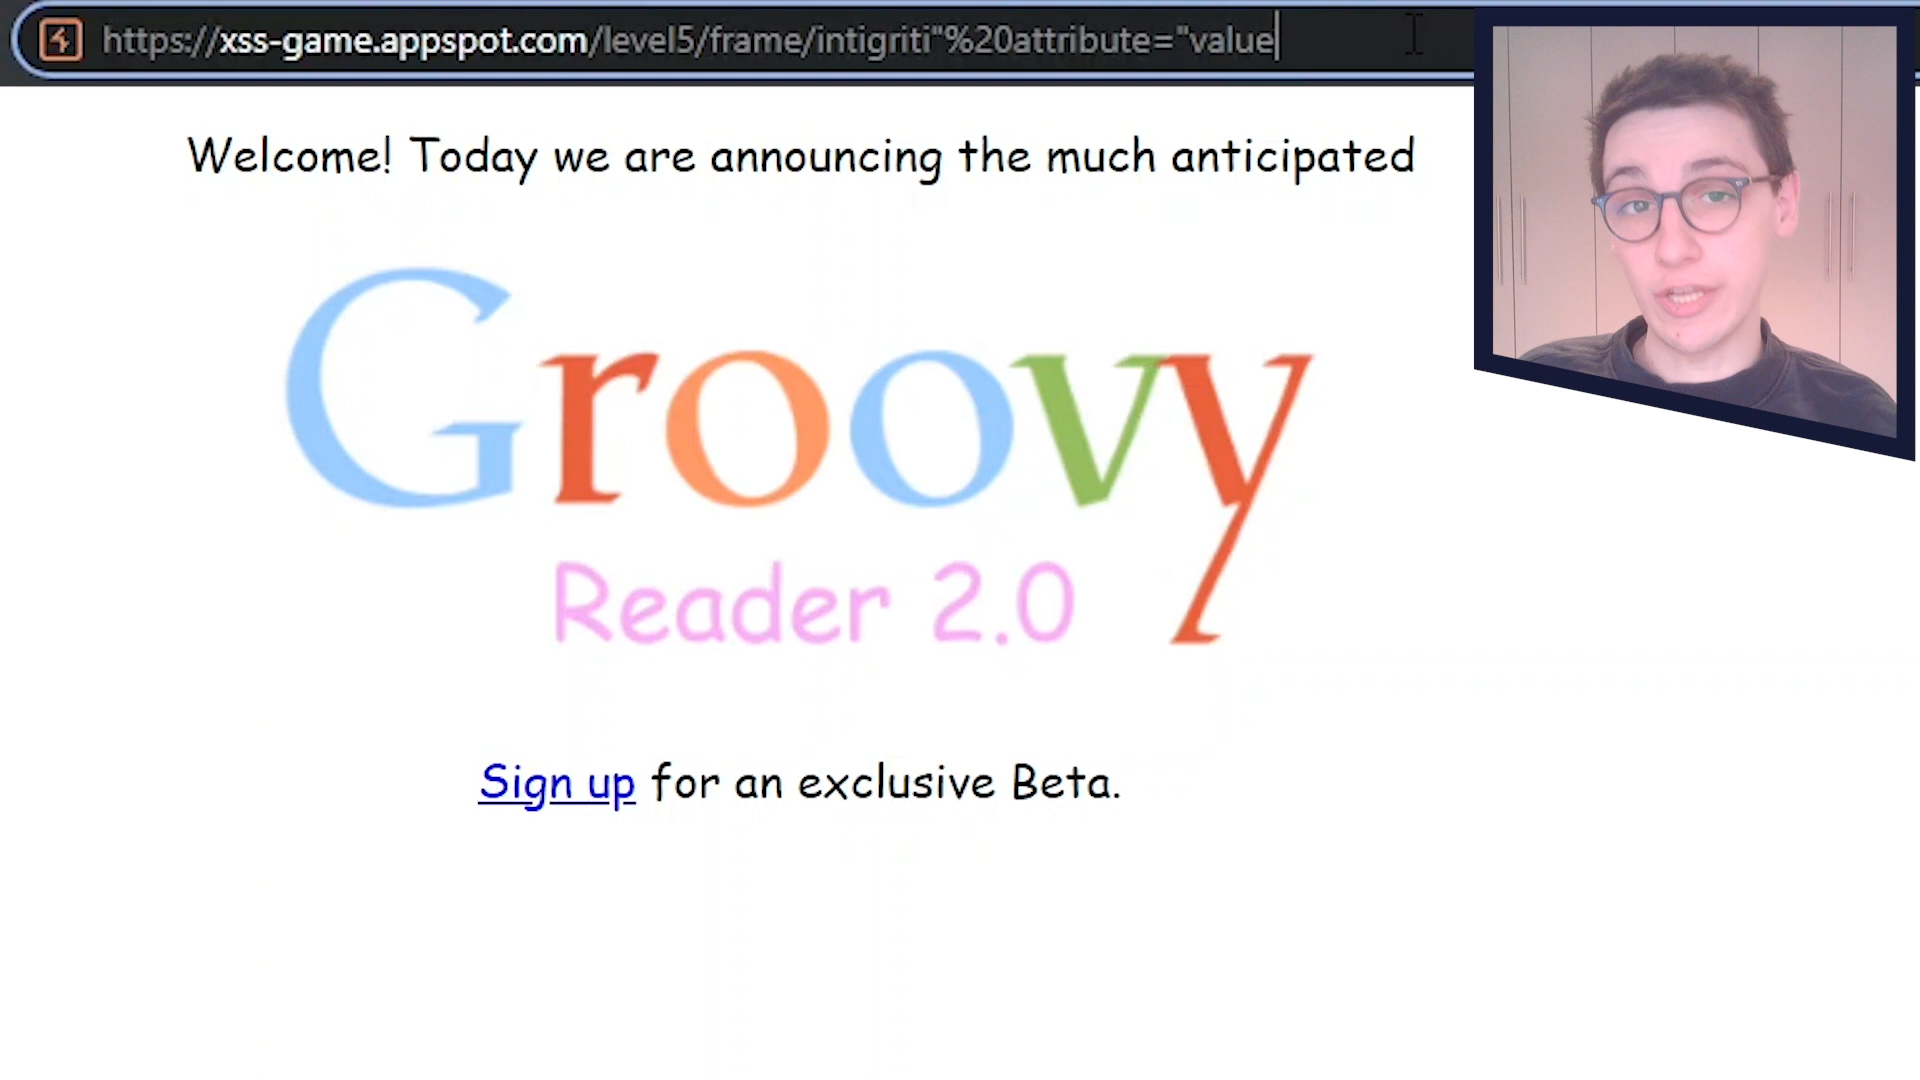 https://xss-game.appspot.com/level5/frame/intigriti"%20attribute="value
Welcome! Today we are announcing the much anticipated
Groovy
Reader 2.0
Sign up for an exclusive Beta.